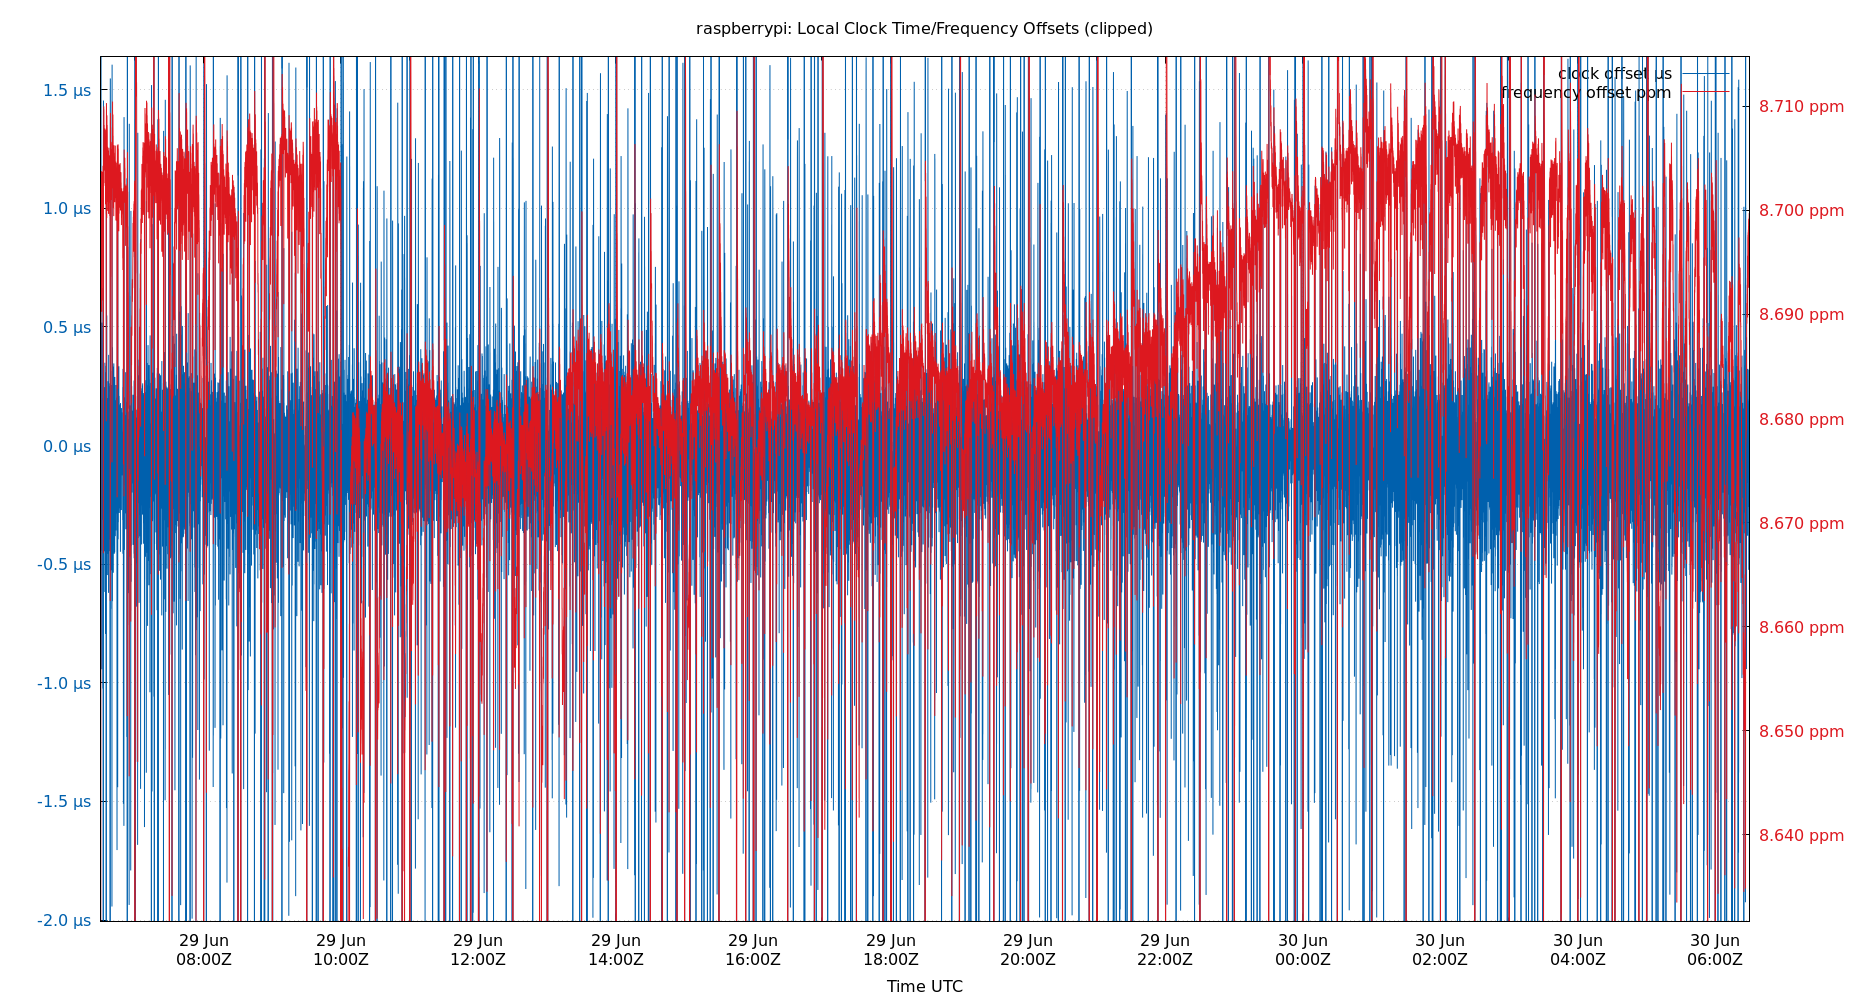 raspberrypi: Local Clock Time/Frequency Offsets (clipped)
clock offset µs
frequency offset ppm
1.5 µs
1.0 µs
0.5 µs
0.0 µs
-0.5 µs
-1.0 µs
-1.5 µs
-2.0 µs
8.710 ppm
8.700 ppm
8.690 ppm
8.680 ppm
8.670 ppm
8.660 ppm
8.650 ppm
8.640 ppm
29 Jun
08:00Z
29 Jun
10:00Z
29 Jun
12:00Z
29 Jun
14:00Z
29 Jun
16:00Z
29 Jun
18:00Z
29 Jun
20:00Z
29 Jun
22:00Z
30 Jun
00:00Z
30 Jun
02:00Z
30 Jun
04:00Z
30 Jun
06:00Z
Time UTC